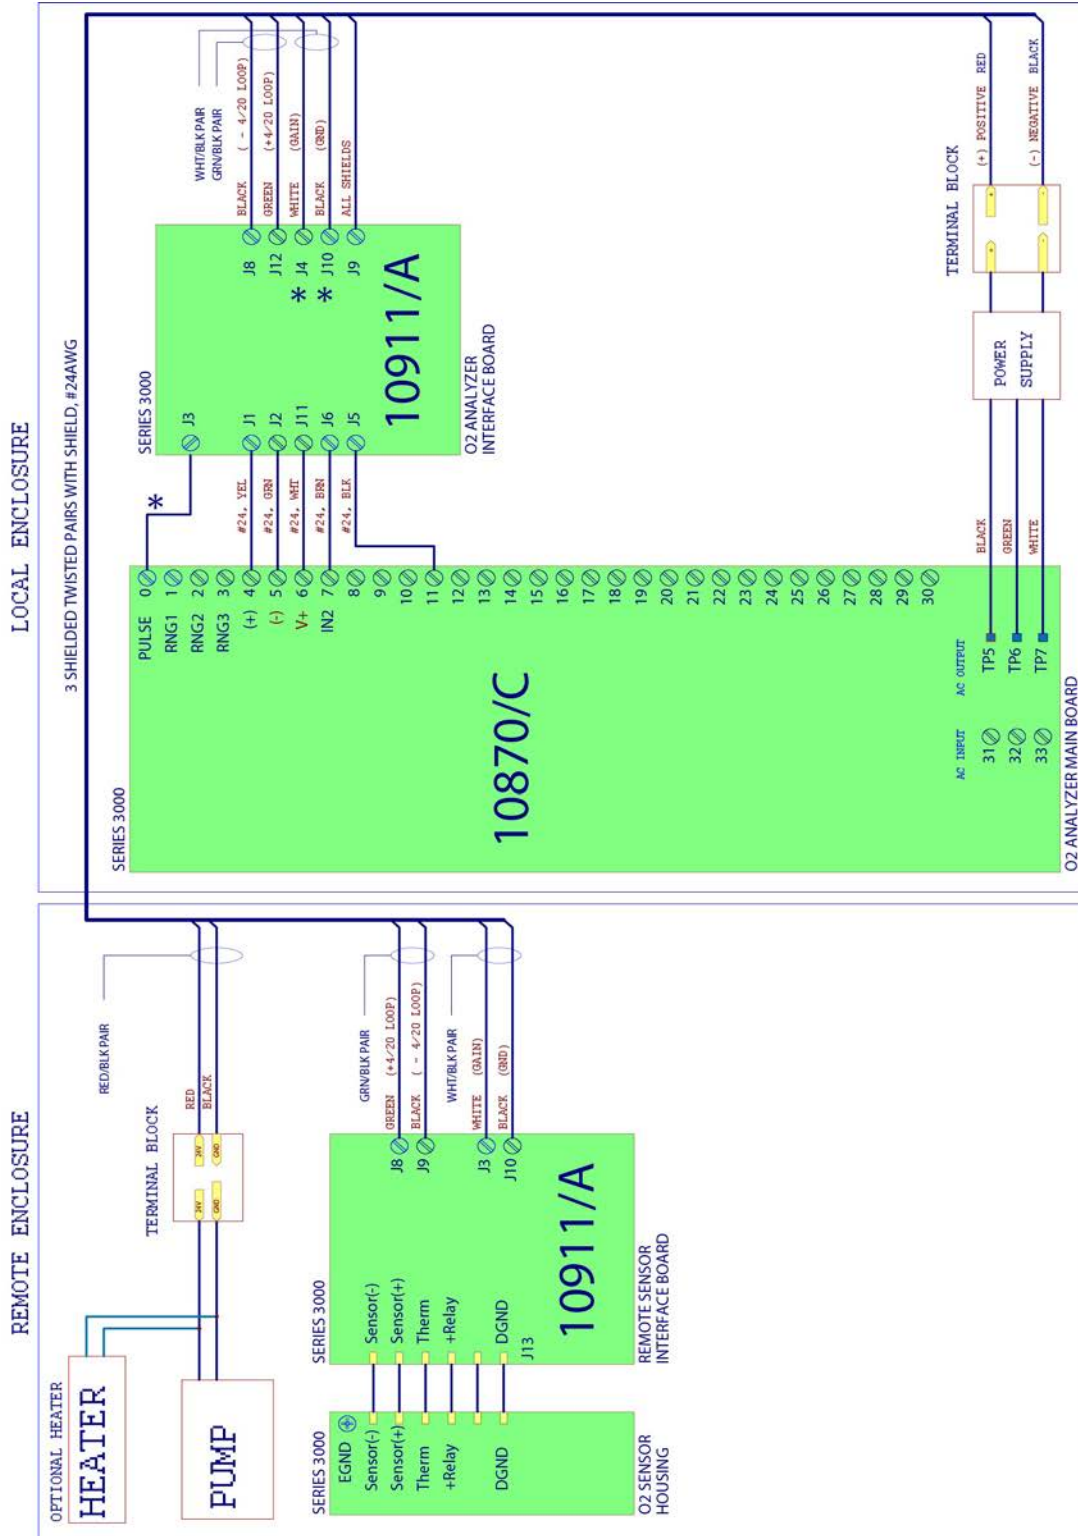 REMOTE ENCLOSURE
OPTIONAL HEATER
HEATER
PUMP
TERMINAL BLOCK
24V
24V
GND
GND
RED
BLACK
RED/BLK PAIR
SERIES 3000
EGND
Sensor(-)
Sensor(+)
Therm
+Relay
DGND
O2 SENSOR
HOUSING
SERIES 3000
Sensor(-)
Sensor(+)
Therm
+Relay
DGND
J13
10911/A
J8
J9
J3
J10
REMOTE SENSOR
INTERFACE BOARD
GRN/BLK PAIR
GREEN (+4/20 LOOP)
BLACK ( - 4/20 LOOP)
WHT/BLK PAIR
WHITE (GAIN)
BLACK (GND)
LOCAL ENCLOSURE
3 SHIELDED TWISTED PAIRS WITH SHIELD, #24AWG
SERIES 3000
10870/C
PULSE 0
RNG1 1
RNG2 2
RNG3 3
(+) 4
(-) 5
V+ 6
IN2 7
8
9
10
11
12
13
14
15
16
17
18
19
20
21
22
23
24
25
26
27
28
29
30
AC INPUT AC OUTPUT
31 TP5
32 TP6
33 TP7
O2 ANALYZER MAIN BOARD
*
#24, YEL
#24, GRN
#24, WHT
#24, BRN
#24, BLK
SERIES 3000
J3
J1 J8
J2 J12
J11 * J4
J6 * J10
J5 J9
10911/A
O2 ANALYZER
INTERFACE BOARD
WHT/BLK PAIR
GRN/BLK PAIR
BLACK ( - 4/20 LOOP)
GREEN (+4/20 LOOP)
WHITE (GAIN)
BLACK (GND)
ALL SHIELDS
BLACK
GREEN
WHITE
POWER
SUPPLY
TERMINAL BLOCK
+ +
- -
(+) POSITIVE RED
(-) NEGATIVE BLACK